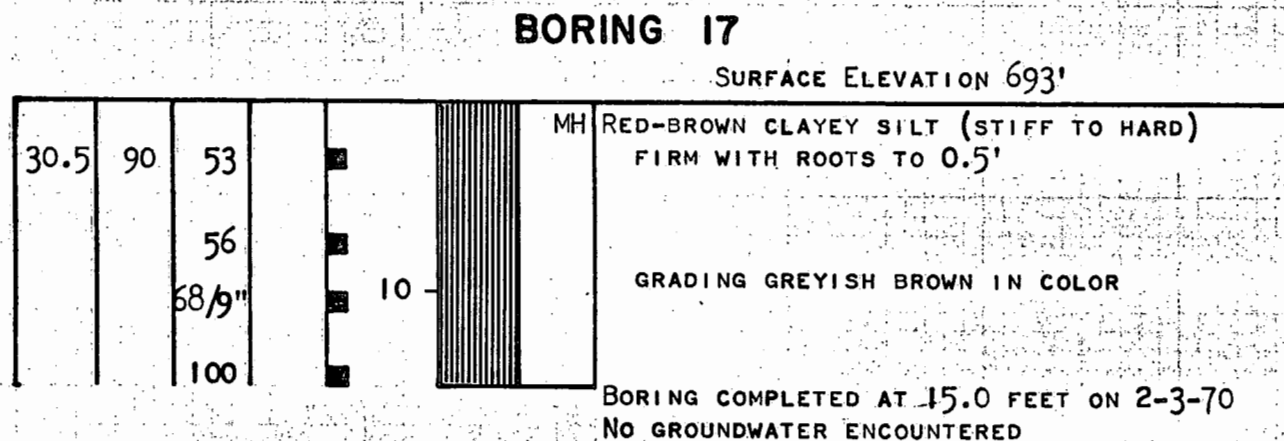 BORING 17
SURFACE ELEVATION 693'
MH RED-BROWN CLAYEY SILT (STIFF TO HARD)
30.5 90 53 FIRM WITH ROOTS TO 0.5'
56
68/9" 10 GRADING GREYISH BROWN IN COLOR
100
BORING COMPLETED AT 15.0 FEET ON 2-3-70
NO GROUNDWATER ENCOUNTERED